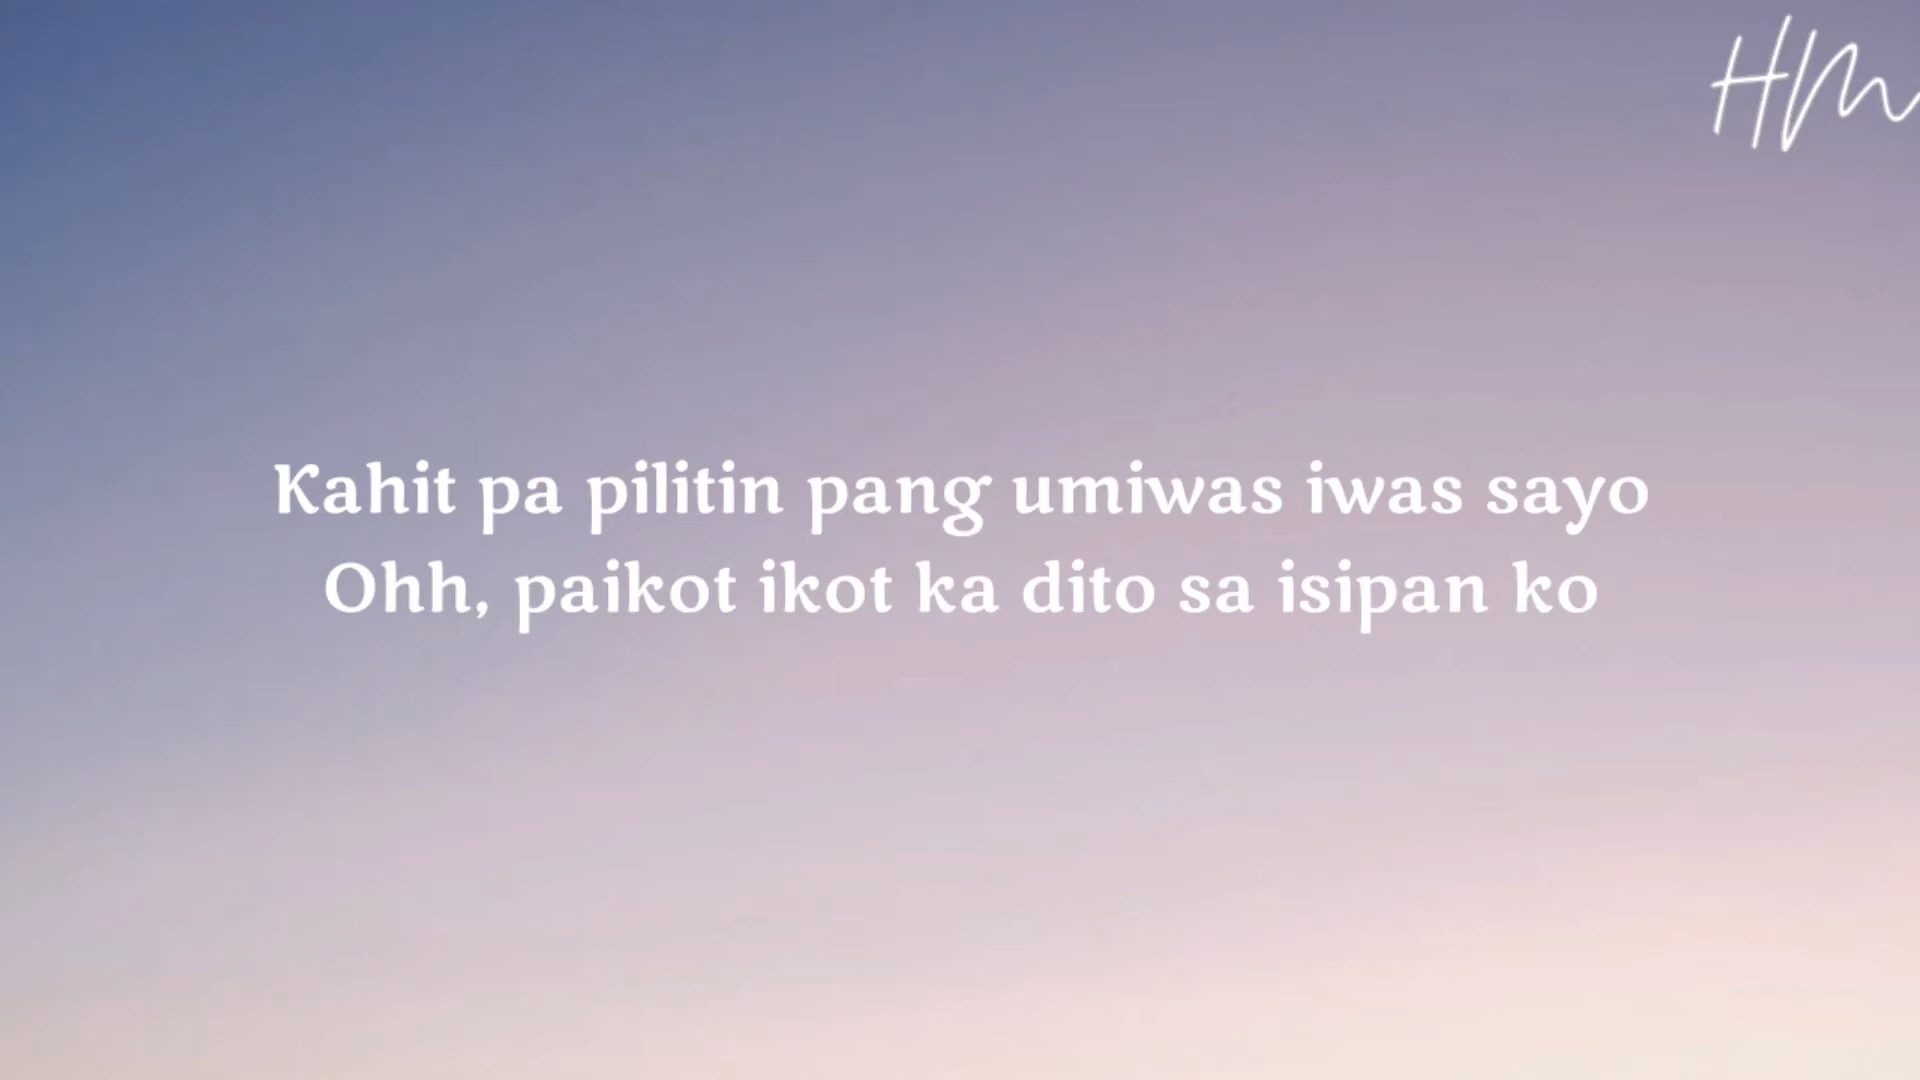 HM
Kahit pa pilitin pang umiwas iwas sayo
Ohh, paikot ikot ka dito sa isipan ko